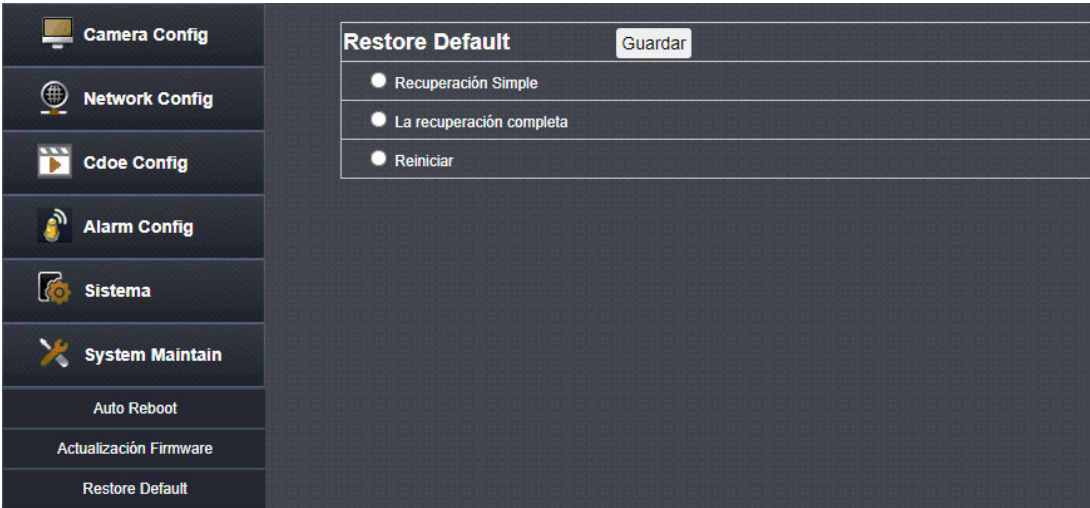 Camera Config
Network Config
Cdoe Config
Alarm Config
Sistema
System Maintain
Auto Reboot
Actualización Firmware
Restore Default
Restore Default Guardar
Recuperación Simple
La recuperación completa
Reiniciar